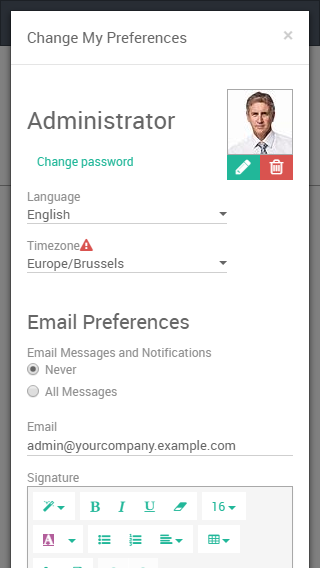 Change My Preferences ×
Administrator
Change password
Language
English
Timezone
Europe/Brussels
Email Preferences
Email Messages and Notifications
Never
All Messages
Email
admin@yourcompany.example.com
Signature
B I U 16
A